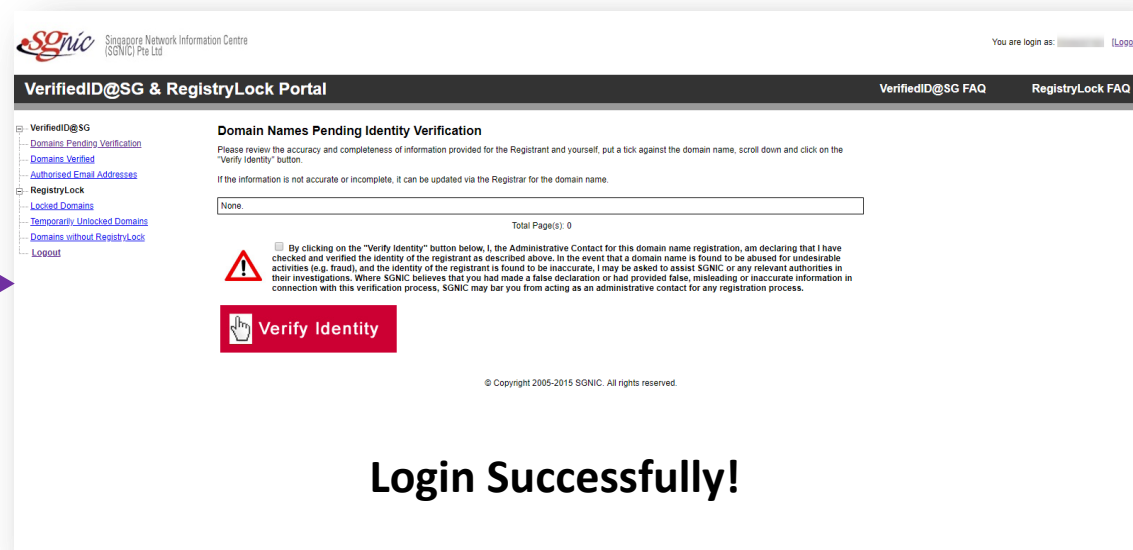 SGnic Singapore Network Information Centre
(SGNIC) Pte Ltd
You are login as: [Logo
VerifiedID@SG & RegistryLock Portal VerifiedID@SG FAQ RegistryLock FAQ
VerifiedID@SG
Domains Pending Verification
Domains Verified
Authorised Email Addresses
RegistryLock
Locked Domains
Temporarily Unlocked Domains
Domains without RegistryLock
Logout
Domain Names Pending Identity Verification
Please review the accuracy and completeness of information provided for the Registrant and yourself, put a tick against the domain name, scroll down and click on the
"Verify Identity" button.
If the information is not accurate or incomplete, it can be updated via the Registrar for the domain name.
None.
Total Page(s): 0
By clicking on the "Verify Identity" button below, I, the Administrative Contact for this domain name registration, am declaring that I have
checked and verified the identity of the registrant as described above. In the event that a domain name is found to be abused for undesirable
activities (e.g. fraud), and the identity of the registrant is found to be inaccurate, I may be asked to assist SGNIC or any relevant authorities in
their investigations. Where SGNIC believes that you had made a false declaration or had provided false, misleading or inaccurate information in
connection with this verification process, SGNIC may bar you from acting as an administrative contact for any registration process.
Verify Identity
© Copyright 2005-2015 SGNIC. All rights reserved.
Login Successfully!